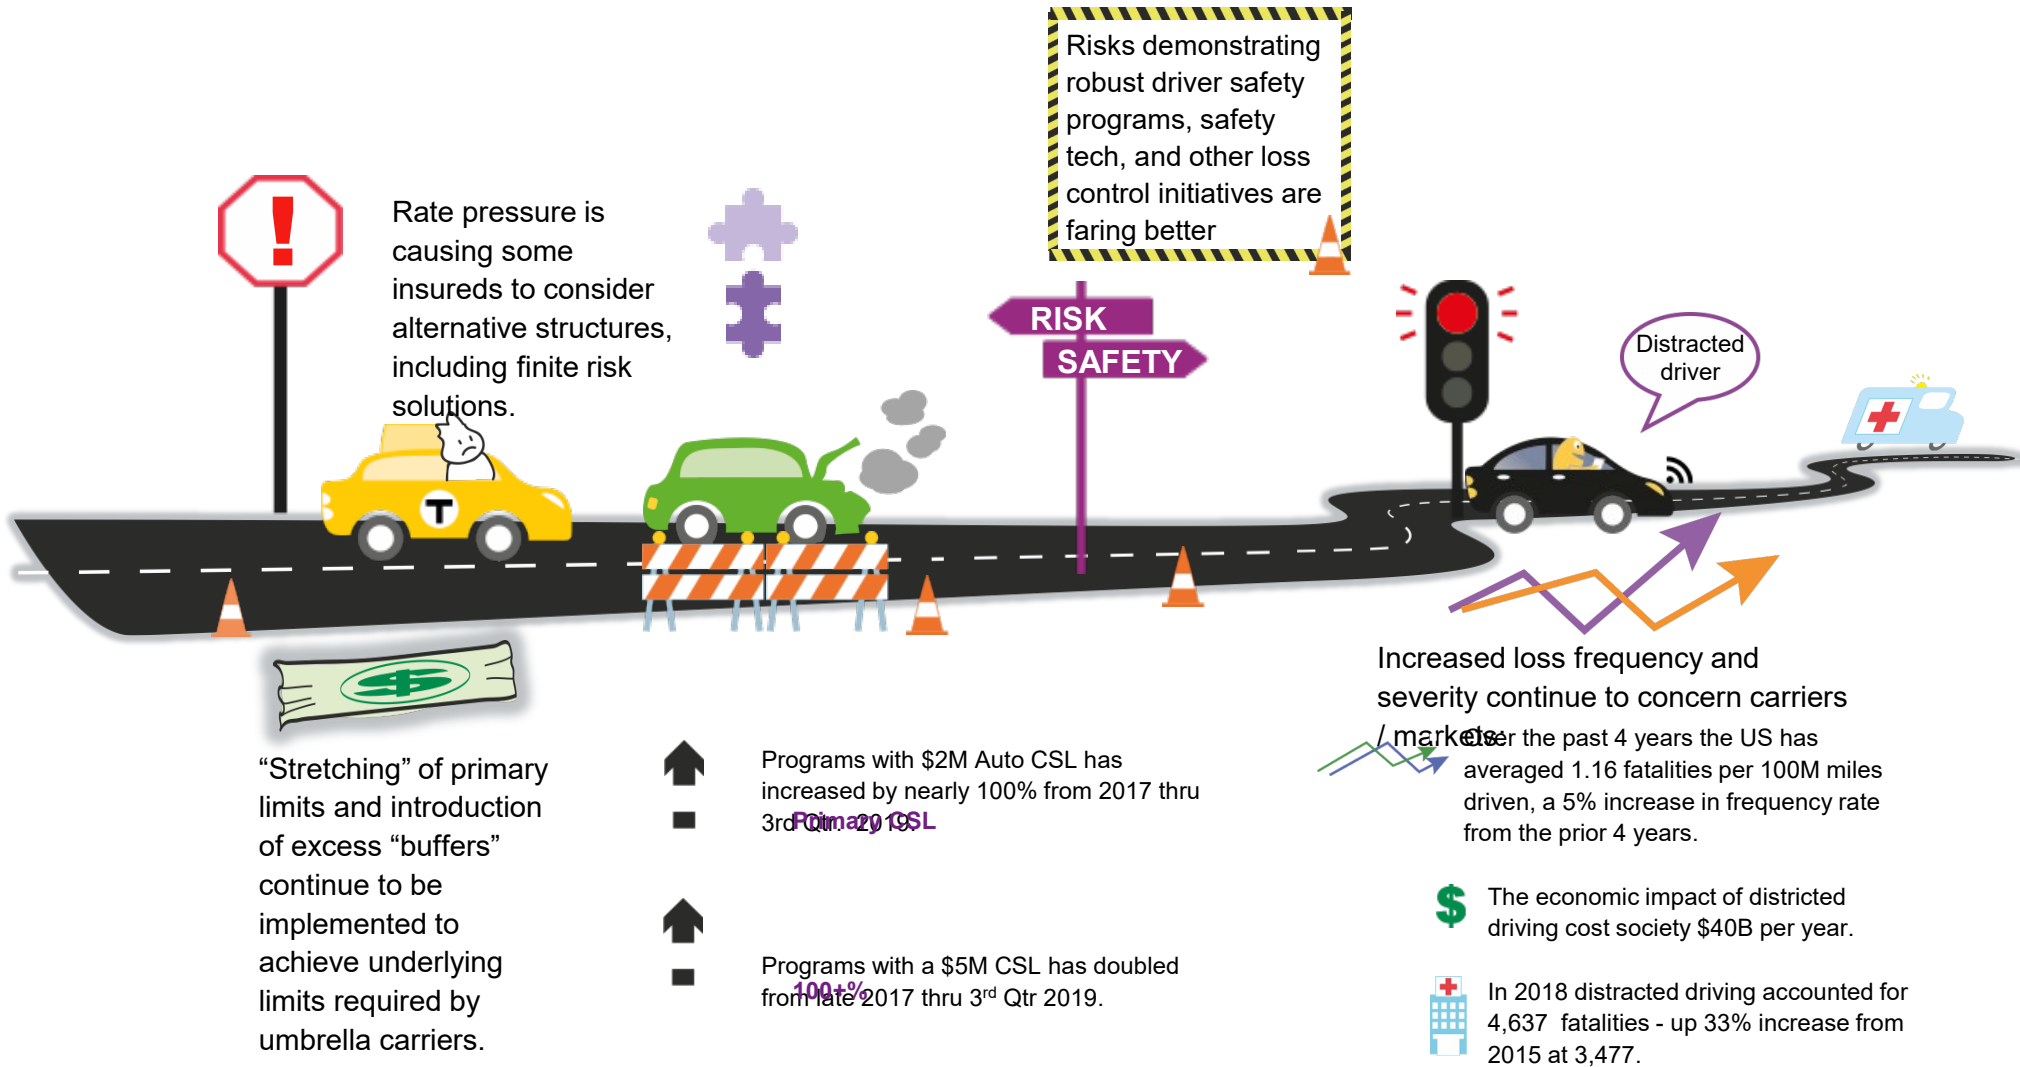 Risks demonstrating
robust driver safety
programs, safety
tech, and other loss
control initiatives are
faring better
!
Rate pressure is
causing some
insureds to consider
alternative structures,
including finite risk
solutions.
RISK
SAFETY
Distracted
driver
T
$
“Stretching” of primary
limits and introduction
of excess “buffers”
continue to be
implemented to
achieve underlying
limits required by
umbrella carriers.
Programs with $2M Auto CSL has
increased by nearly 100% from 2017 thru
3rd Qtr. 2019.
Primary CSL
Programs with a $5M CSL has doubled
from late 2017 thru 3rd Qtr 2019.
100+%
Increased loss frequency and
severity continue to concern carriers
/ markets:
Over the past 4 years the US has
averaged 1.16 fatalities per 100M miles
driven, a 5% increase in frequency rate
from the prior 4 years.
$
The economic impact of districted
driving cost society $40B per year.
In 2018 distracted driving accounted for
4,637 fatalities - up 33% increase from
2015 at 3,477.